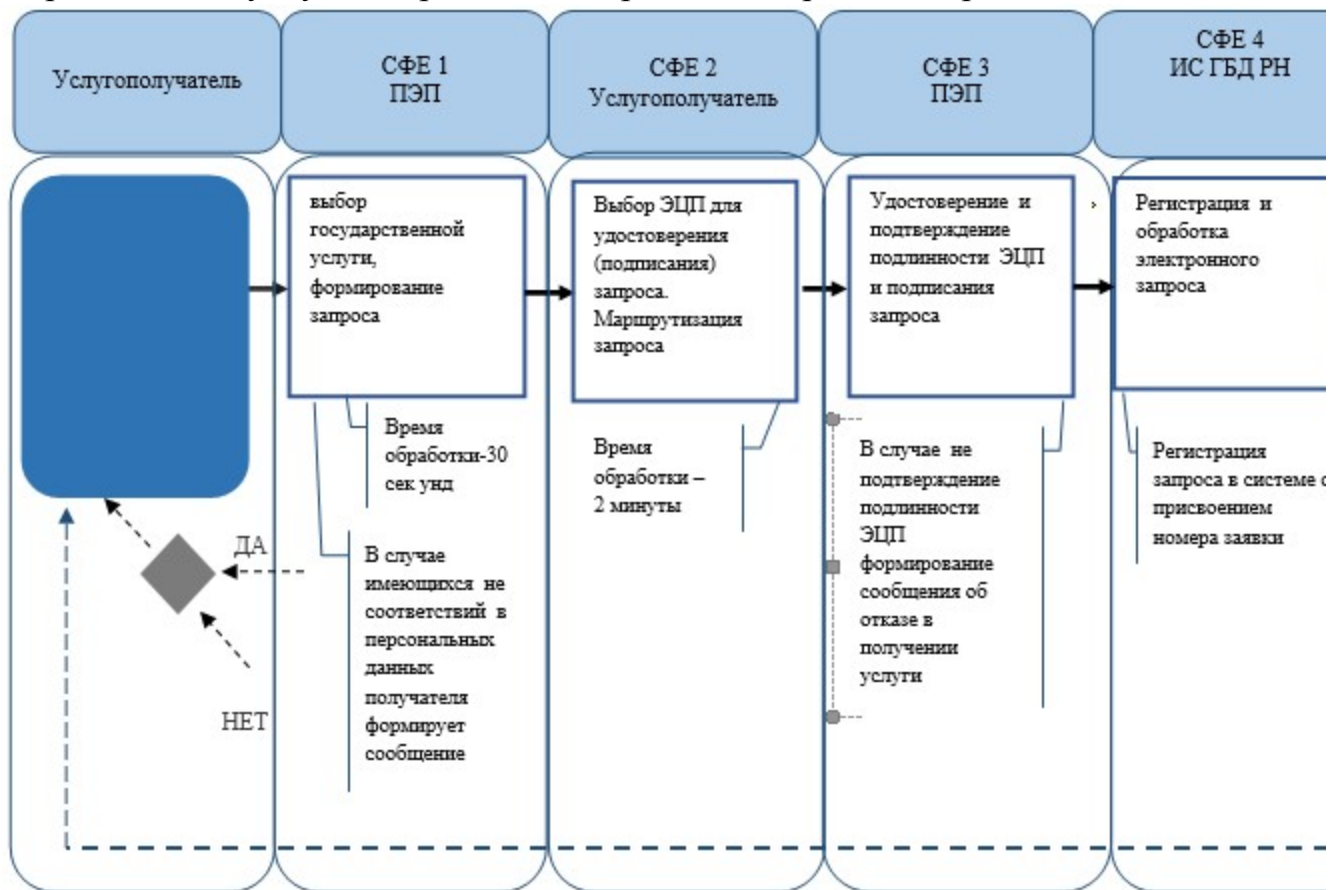 Услугополучатель
СФЕ 1
ПЭП
СФЕ 2
Услугополучатель
СФЕ 3
ПЭП
СФЕ 4
ИС ГБД РН
выбор
государственной
услуги,
формирование
запроса
Выбор ЭЦП для
удостоверения
(подписания)
запроса.
Маршрутизация
запроса
Удостоверение и
подтверждение
подлинности ЭЦП
и подписания
запроса
Регистрация и
обработка
электронного
запроса
Время
обработки-30
сек унд
Время
обработки –
2 минуты
В случае не
подтверждение
подлинности
ЭЦП
формирование
сообщения об
отказе в
получении
услуги
Регистрация
запроса в системе с
присвоением
номера заявки
ДА
В случае
имеющихся не
соответствий в
персональных
данных
получателя
формирует
сообщение
НЕТ